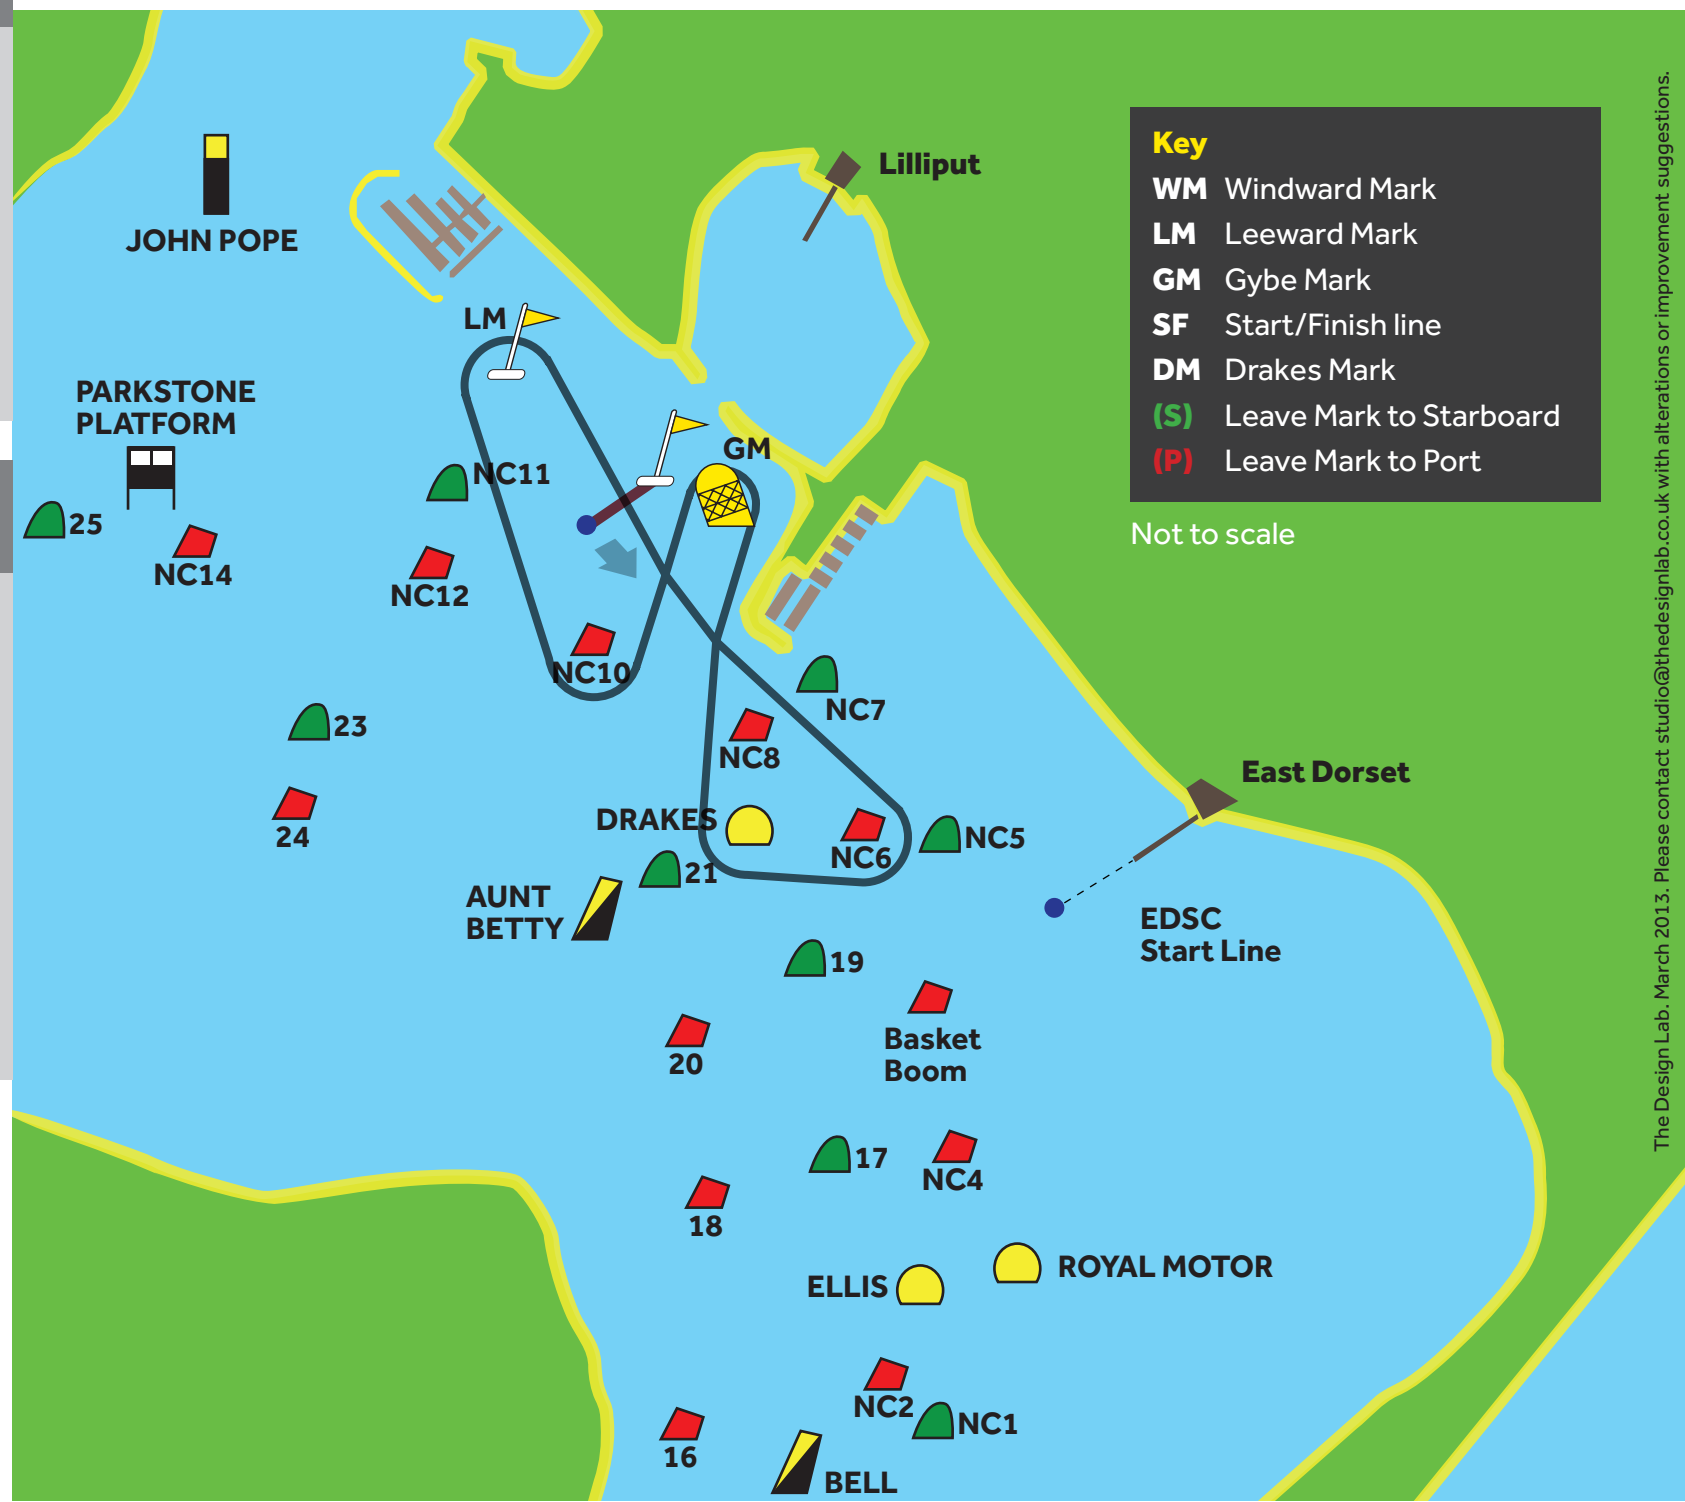 Key
WM Windward Mark
LM Leeward Mark
GM Gybe Mark
SF Start/Finish line
DM Drakes Mark
(S) Leave Mark to Starboard
(P) Leave Mark to Port
Not to scale
Lilliput
JOHN POPE
LM
PARKSTONE
PLATFORM
GM
NC11
25
NC14
NC12
NC10
NC7
23
NC8
East Dorset
24
DRAKES
NC6
NC5
21
AUNT
BETTY
EDSC
Start Line
19
Basket
Boom
20
17
NC4
18
ROYAL MOTOR
ELLIS
NC2
NC1
16
BELL
The Design Lab. March 2013. Please contact studio@thedesignlab.co.uk with alterations or improvement suggestions.